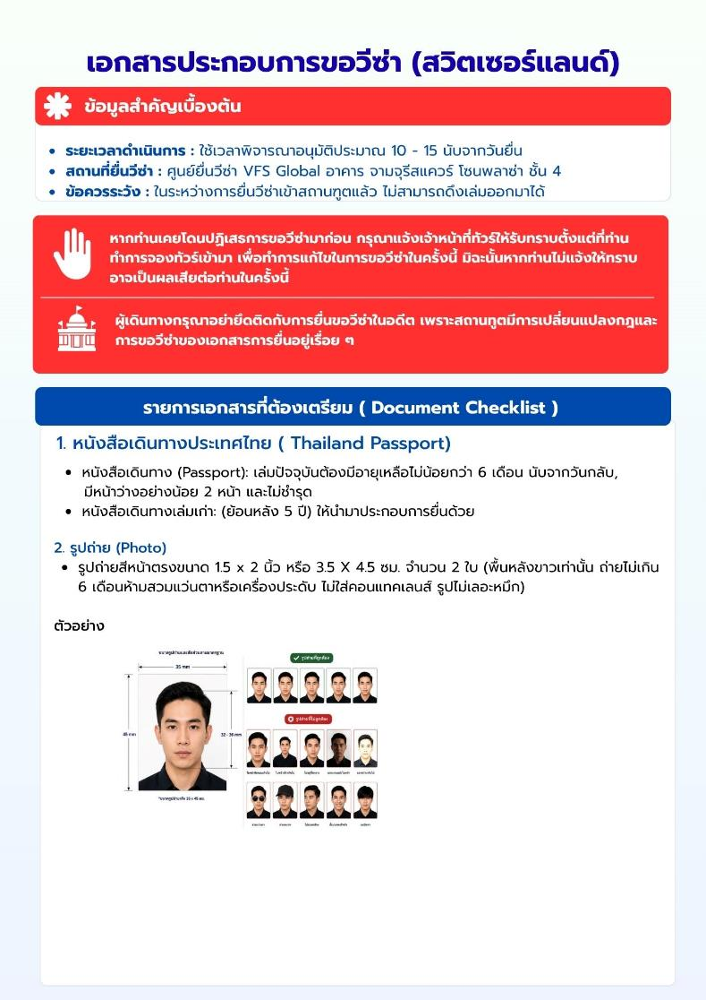 เอกสารประกอบการขอวีซ่า (สวิตเซอร์แลนด์)
ข้อมูลสำคัญเบื้องต้น
• ระยะเวลาดำเนินการ : ใช้เวลาพิจารณาอนุมัติประมาณ 10 - 15 นับจากวันยื่น
• สถานที่ยื่นวีซ่า : ศูนย์ยื่นวีซ่า VFS Global อาคาร จามจุรีสแควร์ โซนพลาซ่า ชั้น 4
• ข้อควรระวัง : ในระหว่างการยื่นวีซ่าเข้าสถานฑูตแล้ว ไม่สามารถดึงเล่มออกมาได้
หากท่านเคยโดนปฏิเสธการขอวีซ่ามาก่อน กรุณาแจ้งเจ้าหน้าที่ทัวร์ให้รับทราบตั้งแต่ที่ท่าน
ทำการจองทัวร์เข้ามา เพื่อทำการแก้ไขในการขอวีซ่าในครั้งนี้ มิฉะนั้นหากท่านไม่แจ้งให้ทราบ
อาจเป็นผลเสียต่อท่านในครั้งนี้
ผู้เดินทางกรุณาอย่ายึดติดกับการยื่นขอวีซ่าในอดีต เพราะสถานทูตมีการเปลี่ยนแปลงกฎและ
การขอวีซ่าของเอกสารการยื่นอยู่เรื่อย ๆ
รายการเอกสารที่ต้องเตรียม ( Document Checklist )
1. หนังสือเดินทางประเทศไทย ( Thailand Passport)
• หนังสือเดินทาง (Passport): เล่มปัจจุบันต้องมีอายุเหลือไม่น้อยกว่า 6 เดือน นับจากวันกลับ,
มีหน้าว่างอย่างน้อย 2 หน้า และไม่ชำรุด
• หนังสือเดินทางเล่มเก่า: (ย้อนหลัง 5 ปี) ให้นำมาประกอบการยื่นด้วย
2. รูปถ่าย (Photo)
• รูปถ่ายสีหน้าตรงขนาด 1.5 x 2 นิ้ว หรือ 3.5 X 4.5 ซม. จำนวน 2 ใบ (พื้นหลังขาวเท่านั้น ถ่ายไม่เกิน
6 เดือนห้ามสวมแว่นตาหรือเครื่องประดับ ไม่ใส่คอนแทคเลนส์ รูปไม่เลอะหมึก)
ตัวอย่าง
35 mm
45 mm
32 - 36 mm
รูปถ่ายที่ถูกต้อง
รูปถ่ายที่ไม่ถูกต้อง